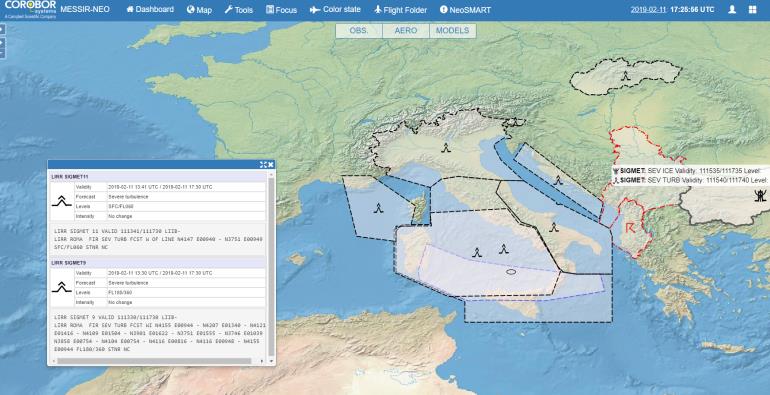 COROBOR
systems
A Campbell Scientific Company
MESSIR-NEO
Dashboard
Map
Tools
Focus
Color state
Flight Folder
NeoSMART
2019-02-11 17:25:56 UTC
OBS.
AERO
MODELS
LIRR SIGMET11
Validity 2019-02-11 13:41 UTC / 2019-02-11 17:30 UTC
Forecast Severe turbulence
Levels SFC/FL060
Intensity No change
LIRR SIGMET 11 VALID 111341/111730 LIIB-
LIRR ROMA FIR SEV TURB FCST W OF LINE N4147 E00940 - N3751 E00949
SFC/FL060 STNR NC
LIRR SIGMET9
Validity 2019-02-11 13:30 UTC / 2019-02-11 17:30 UTC
Forecast Severe turbulence
Levels FL180/360
Intensity No change
LIRR SIGMET 9 VALID 111330/111730 LIIB-
LIRR ROMA FIR SEV TURB FCST WI N4155 E00944 - N4207 E01340 - N4121
E01416 - N4109 E01504 - N3901 E01622 - N3751 E01555 - N3746 E01039
N3858 E00754 - N4104 E00754 - N4116 E00816 - N4116 E00948 - N4155
E00944 FL180/360 STNR NC
SIGMET: SEV ICE Validity: 111535/111735 Level:
SIGMET: SEV TURB Validity: 111540/111740 Level: